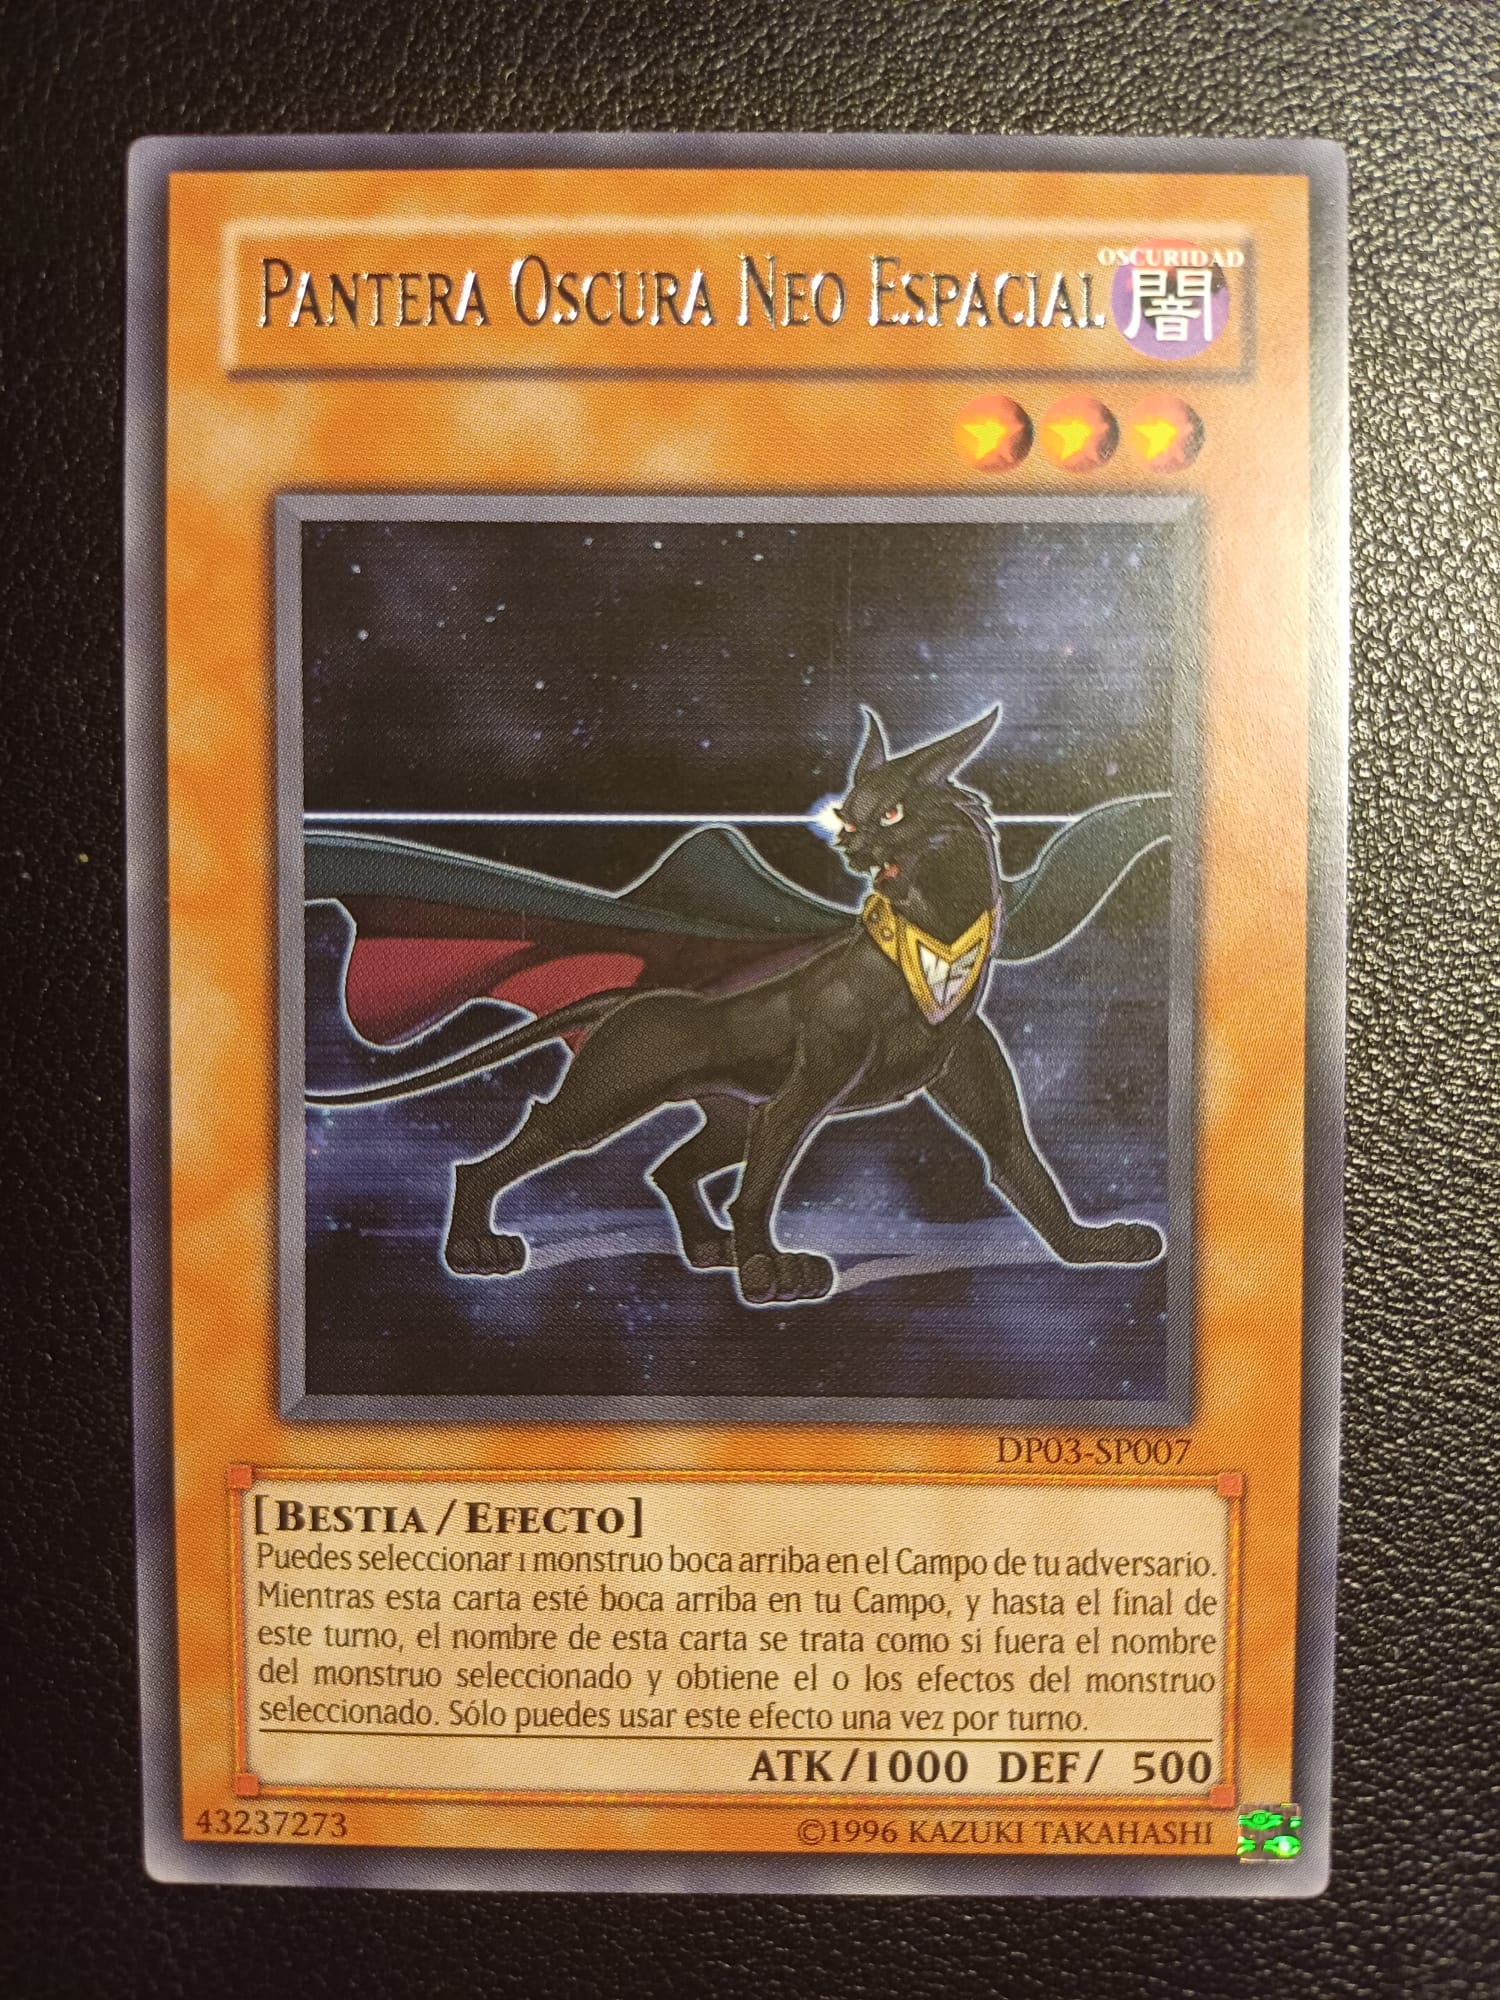 PANTERA OSCURA NEO ESPACIAL
OSCURIDAD
闇
NS
DP03-SP007
[BESTIA/EFECTO]
Puedes seleccionar 1 monstruo boca arriba en el Campo de tu adversario.
Mientras esta carta esté boca arriba en tu Campo, y hasta el final de
este turno, el nombre de esta carta se trata como si fuera el nombre
del monstruo seleccionado y obtiene el o los efectos del monstruo
seleccionado. Sólo puedes usar este efecto una vez por turno.
ATK/1000 DEF/ 500
43237273
©1996 KAZUKI TAKAHASHI